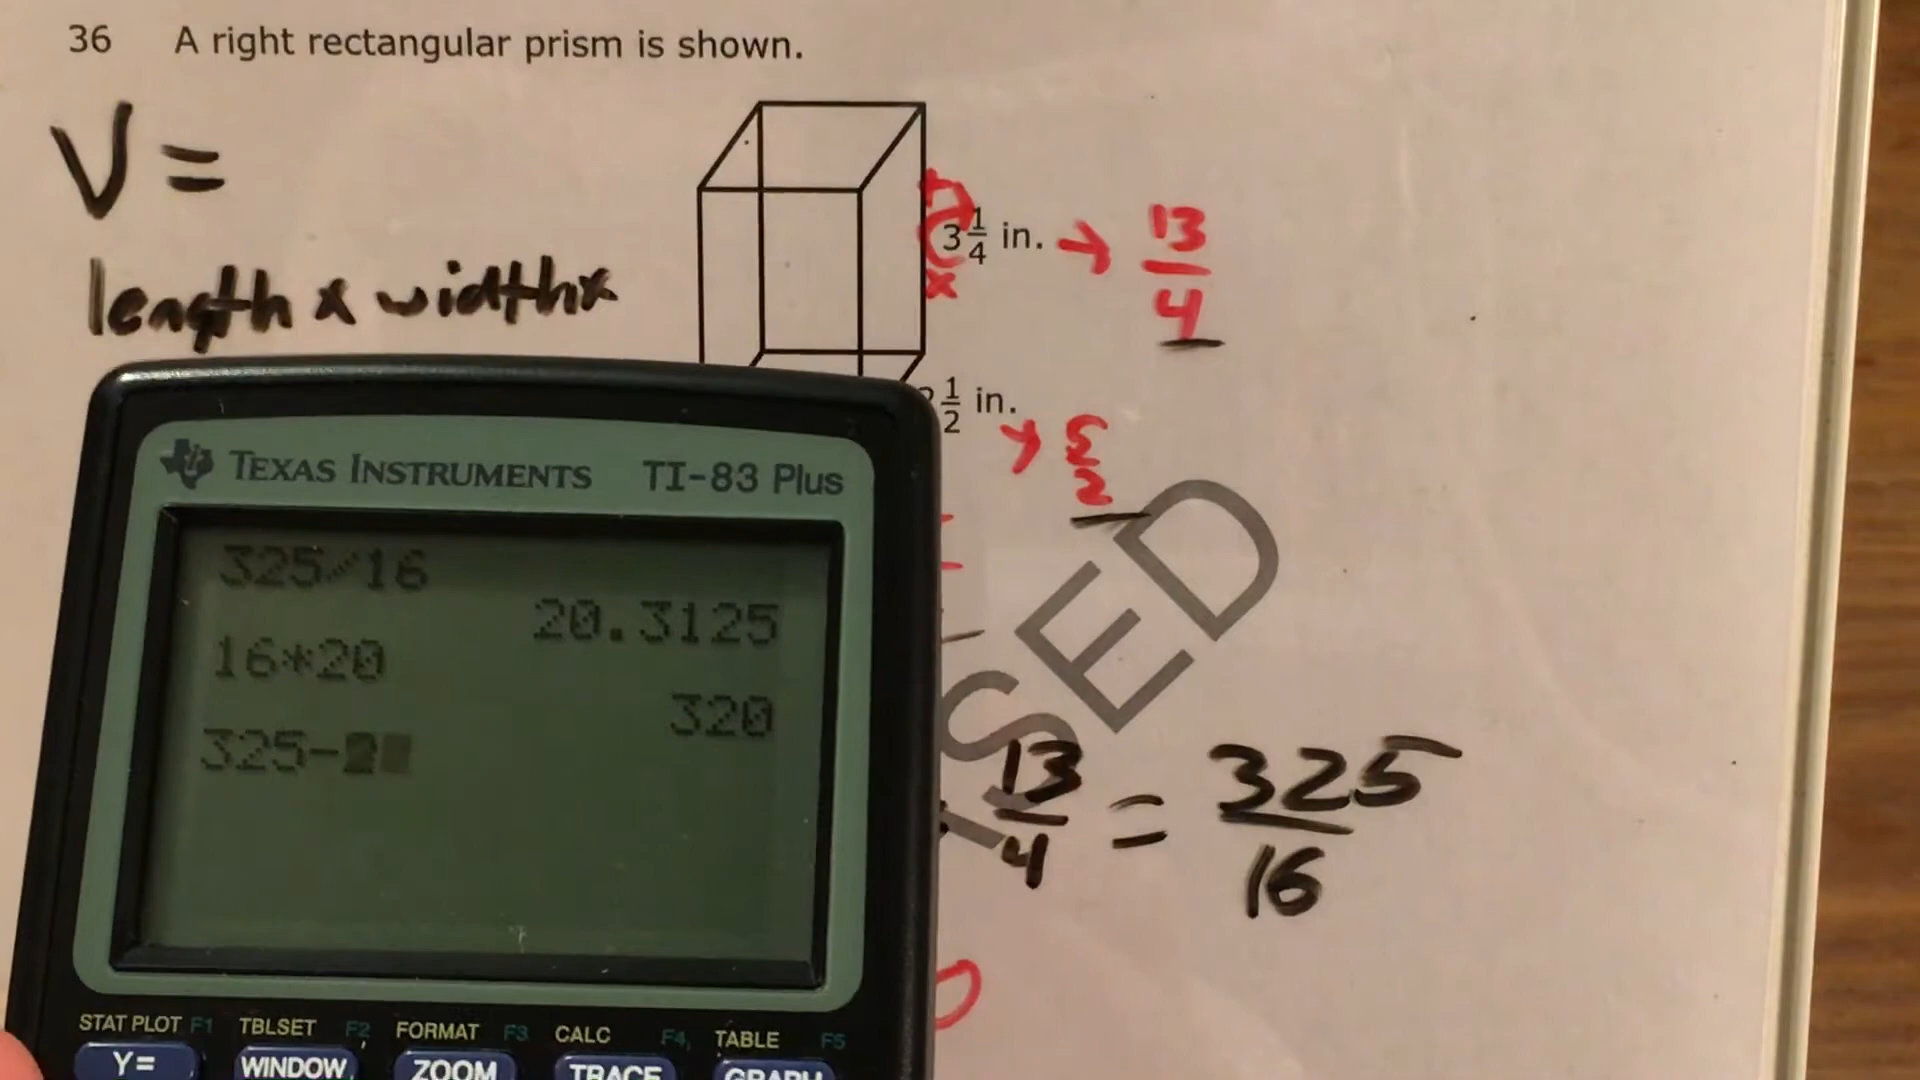 36 A right rectangular prism is shown.
V =
length x width x
3 1/4 in. → 13/4
x
1/2 in.
→ 5/2
TEXAS INSTRUMENTS TI-83 Plus
325/16
20.3125
16*20
320
325-
SED
13/4 = 325/16
STAT PLOT F1 TBLSET F2 FORMAT F3 CALC F4 TABLE F5
Y= WINDOW ZOOM TRACE GRAPH